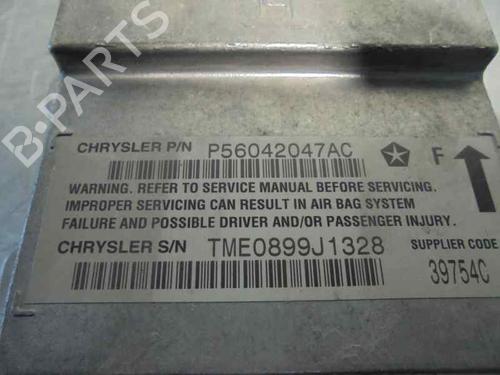 B-PARTS
CHRYSLER P/N P56042047AC F
WARNING. REFER TO SERVICE MANUAL BEFORE SERVICING.
IMPROPER SERVICING CAN RESULT IN AIR BAG SYSTEM
FAILURE AND POSSIBLE DRIVER AND/OR PASSENGER INJURY.
CHRYSLER S/N TME0899J1328 SUPPLIER CODE
39754C